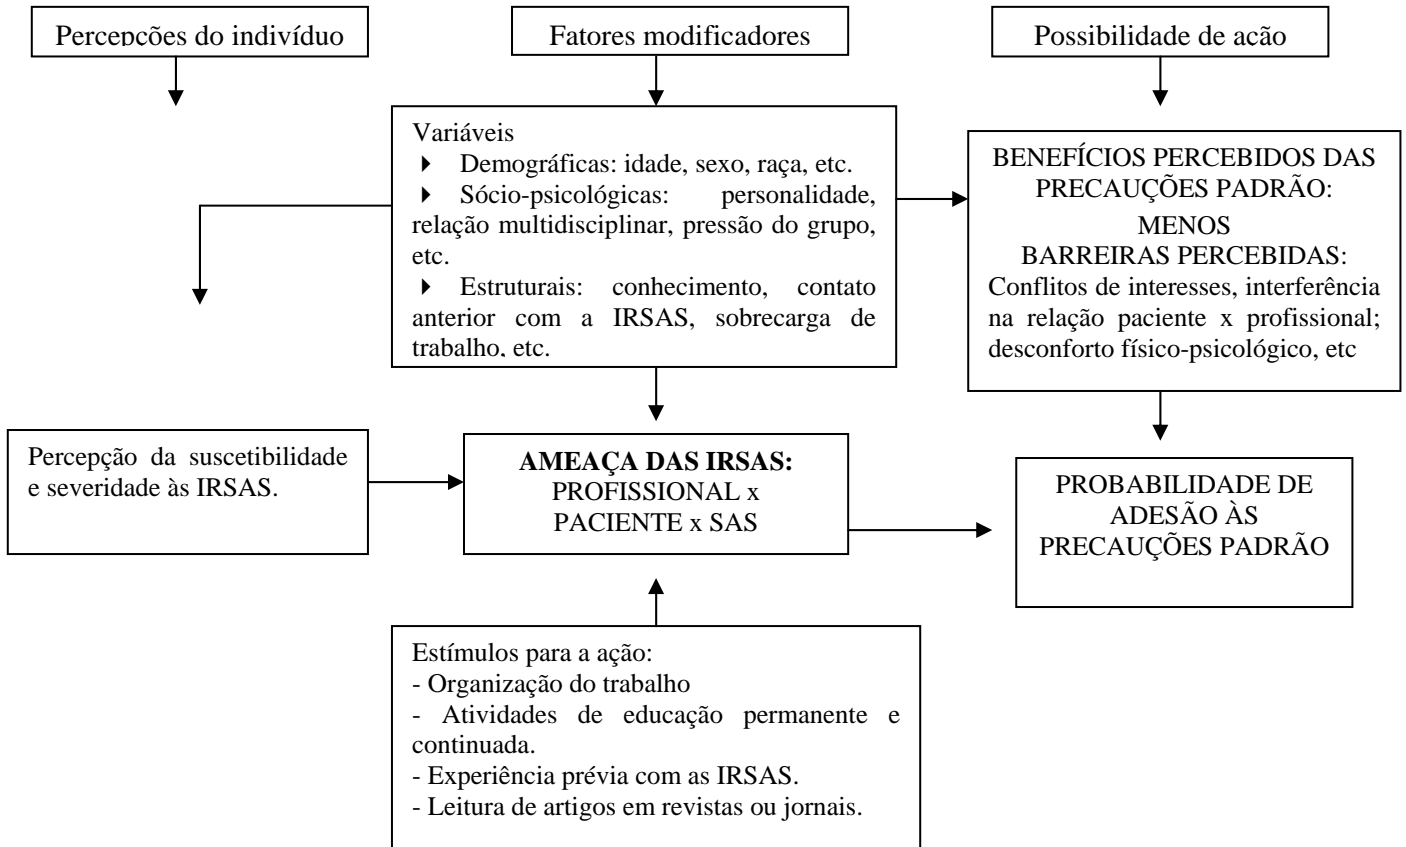 Percepções do indivíduo
Fatores modificadores
Possibilidade de acão
Variáveis
Demográficas: idade, sexo, raça, etc.
Sócio-psicológicas: personalidade,
relação multidisciplinar, pressão do grupo,
etc.
Estruturais: conhecimento, contato
anterior com a IRSAS, sobrecarga de
trabalho, etc.
BENEFÍCIOS PERCEBIDOS DAS
PRECAUÇÕES PADRÃO:
MENOS
BARREIRAS PERCEBIDAS:
Conflitos de interesses, interferência
na relação paciente x profissional;
desconforto físico-psicológico, etc
Percepção da suscetibilidade
e severidade às IRSAS.
AMEAÇA DAS IRSAS:
PROFISSIONAL x
PACIENTE x SAS
PROBABILIDADE DE
ADESÃO ÀS
PRECAUÇÕES PADRÃO
Estímulos para a ação:
- Organização do trabalho
- Atividades de educação permanente e
continuada.
- Experiência prévia com as IRSAS.
- Leitura de artigos em revistas ou jornais.